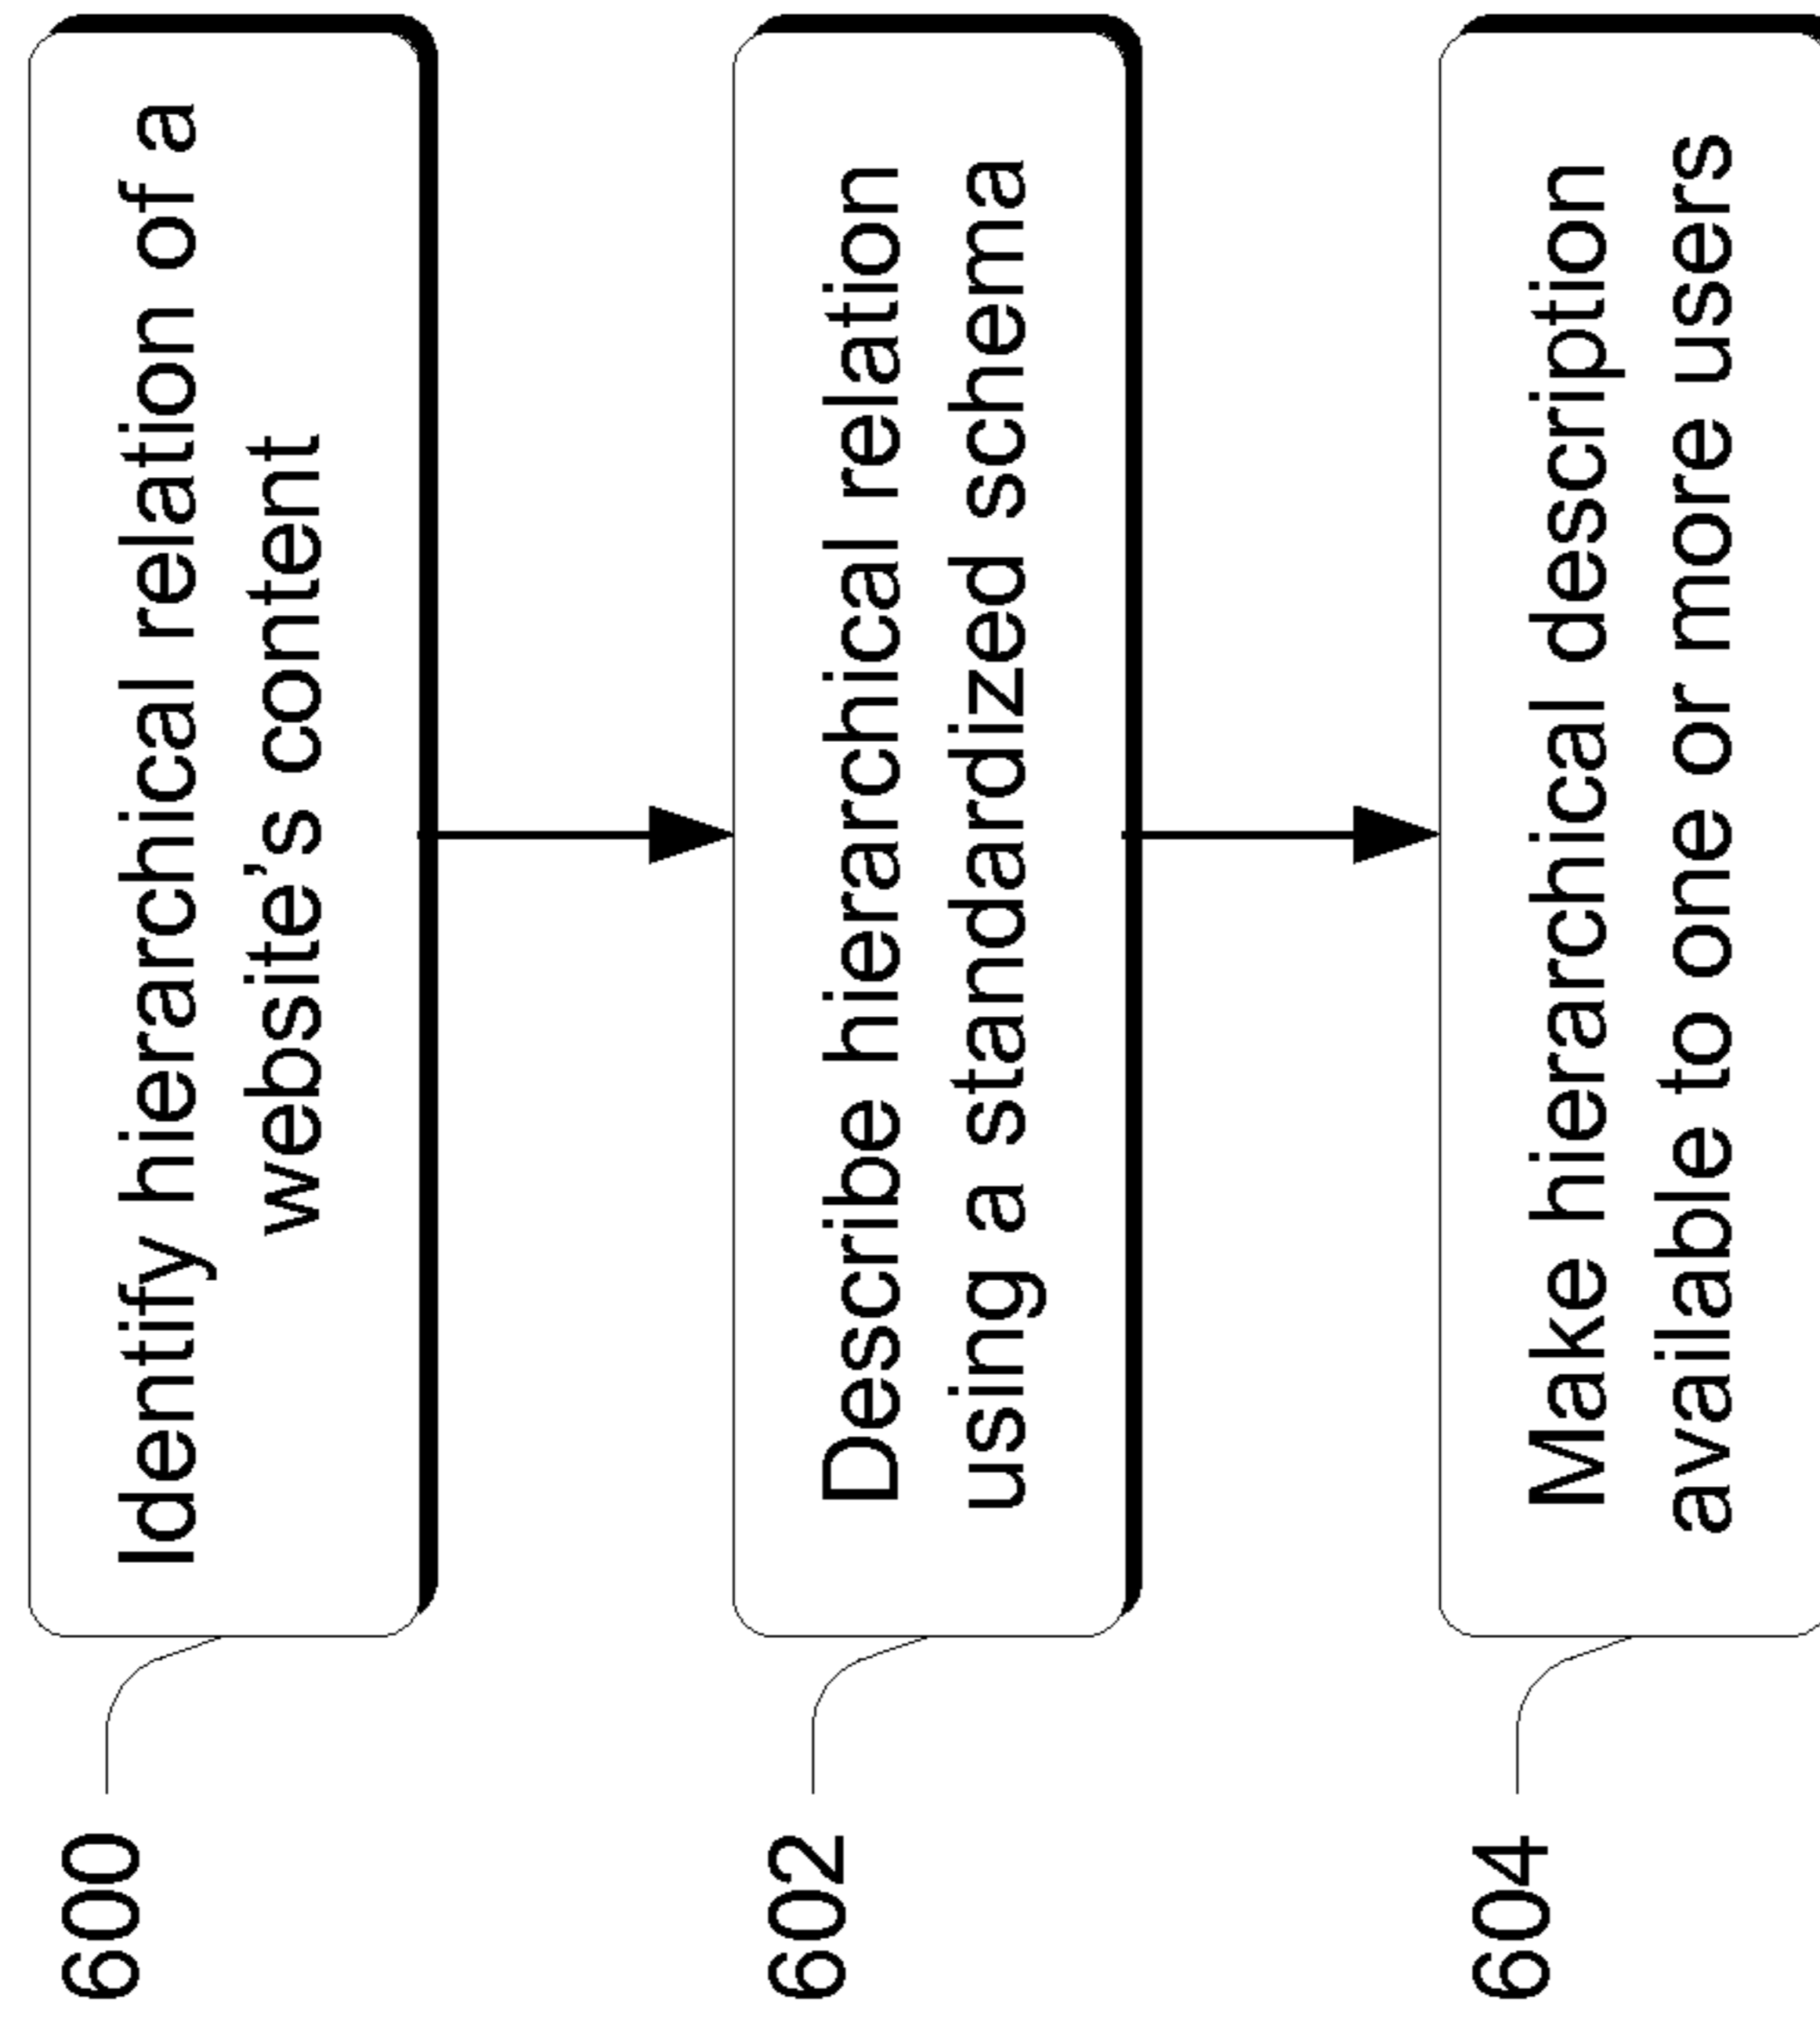 600
Identify hierarchical relation of a
website's content
602
Describe hierarchical relation
using a standardized schema
604
Make hierarchical description
available to one or more users